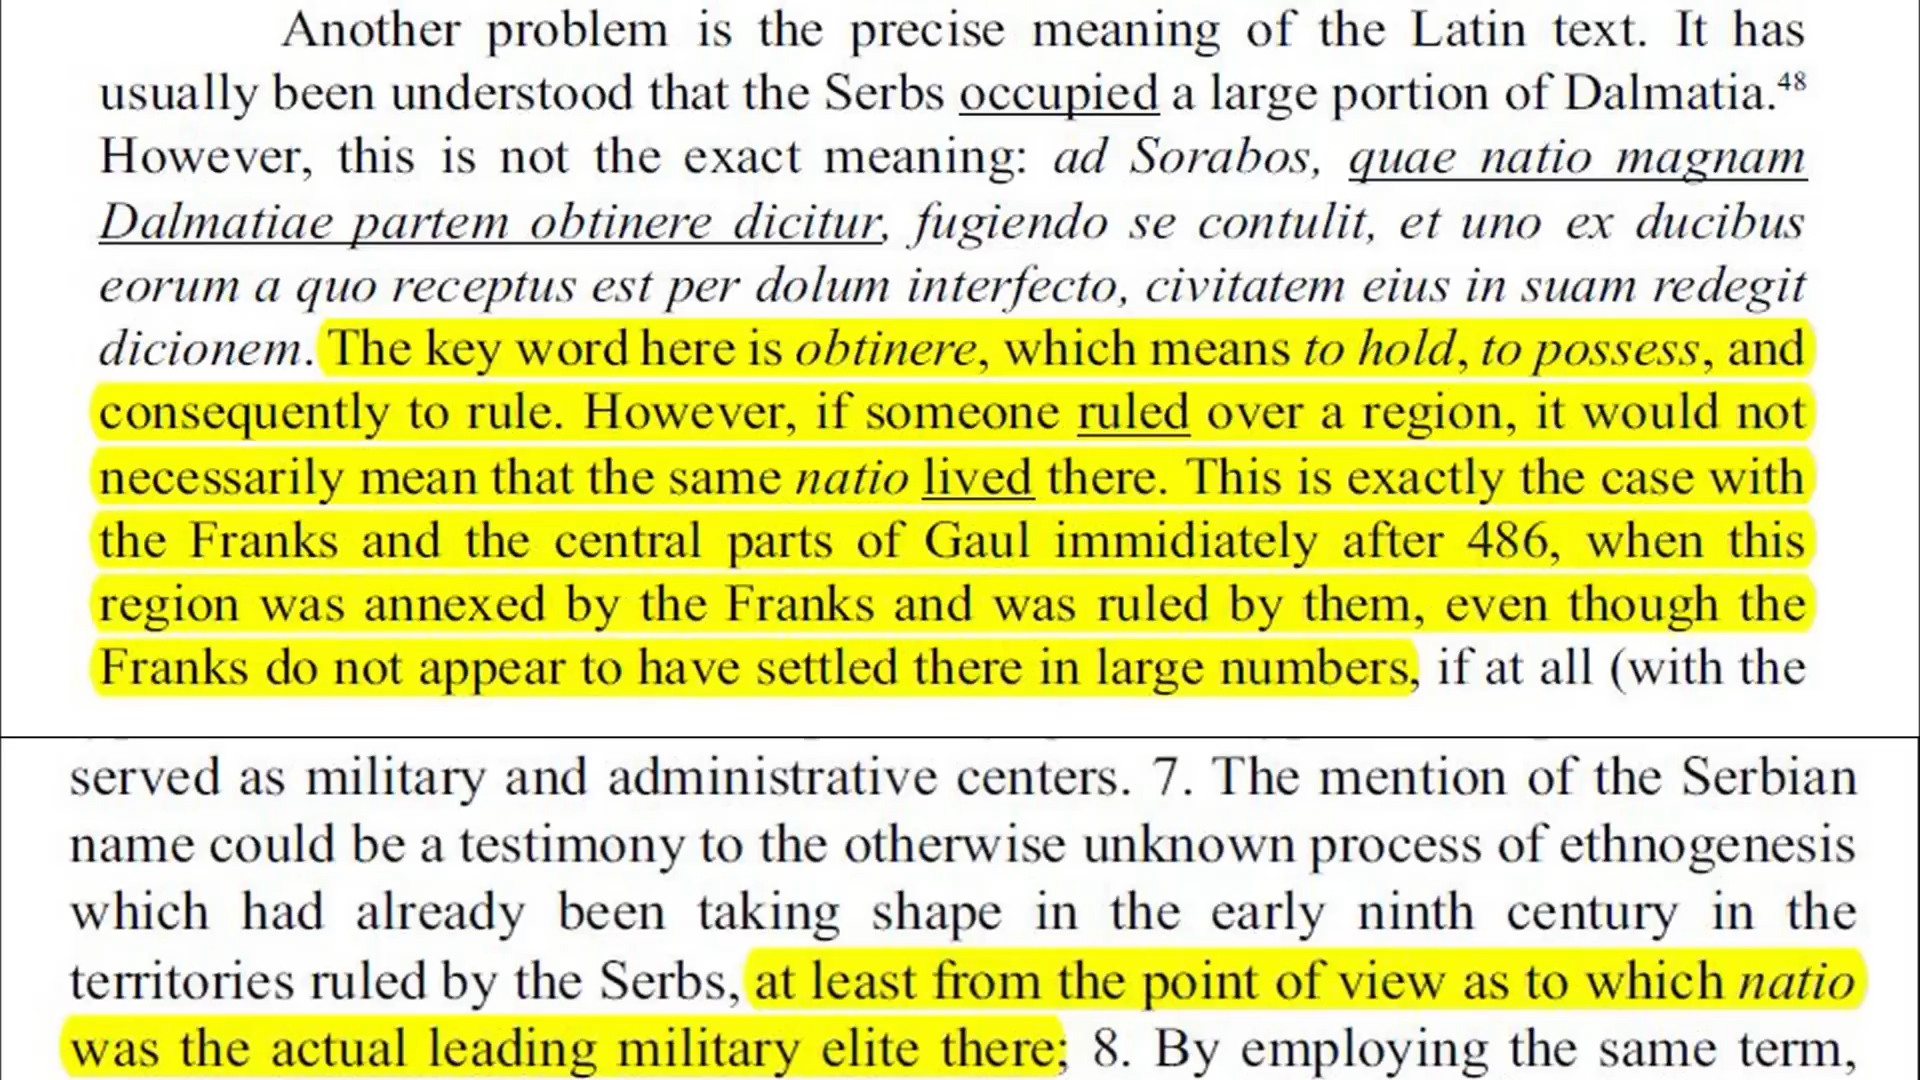 Another problem is the precise meaning of the Latin text. It has
usually been understood that the Serbs occupied a large portion of Dalmatia.48
However, this is not the exact meaning: ad Sorabos, quae natio magnam
Dalmatiae partem obtinere dicitur, fugiendo se contulit, et uno ex ducibus
eorum a quo receptus est per dolum interfecto, civitatem eius in suam redegit
dicionem. The key word here is obtinere, which means to hold, to possess, and
consequently to rule. However, if someone ruled over a region, it would not
necessarily mean that the same natio lived there. This is exactly the case with
the Franks and the central parts of Gaul immidiately after 486, when this
region was annexed by the Franks and was ruled by them, even though the
Franks do not appear to have settled there in large numbers, if at all (with the
served as military and administrative centers. 7. The mention of the Serbian
name could be a testimony to the otherwise unknown process of ethnogenesis
which had already been taking shape in the early ninth century in the
territories ruled by the Serbs, at least from the point of view as to which natio
was the actual leading military elite there; 8. By employing the same term,